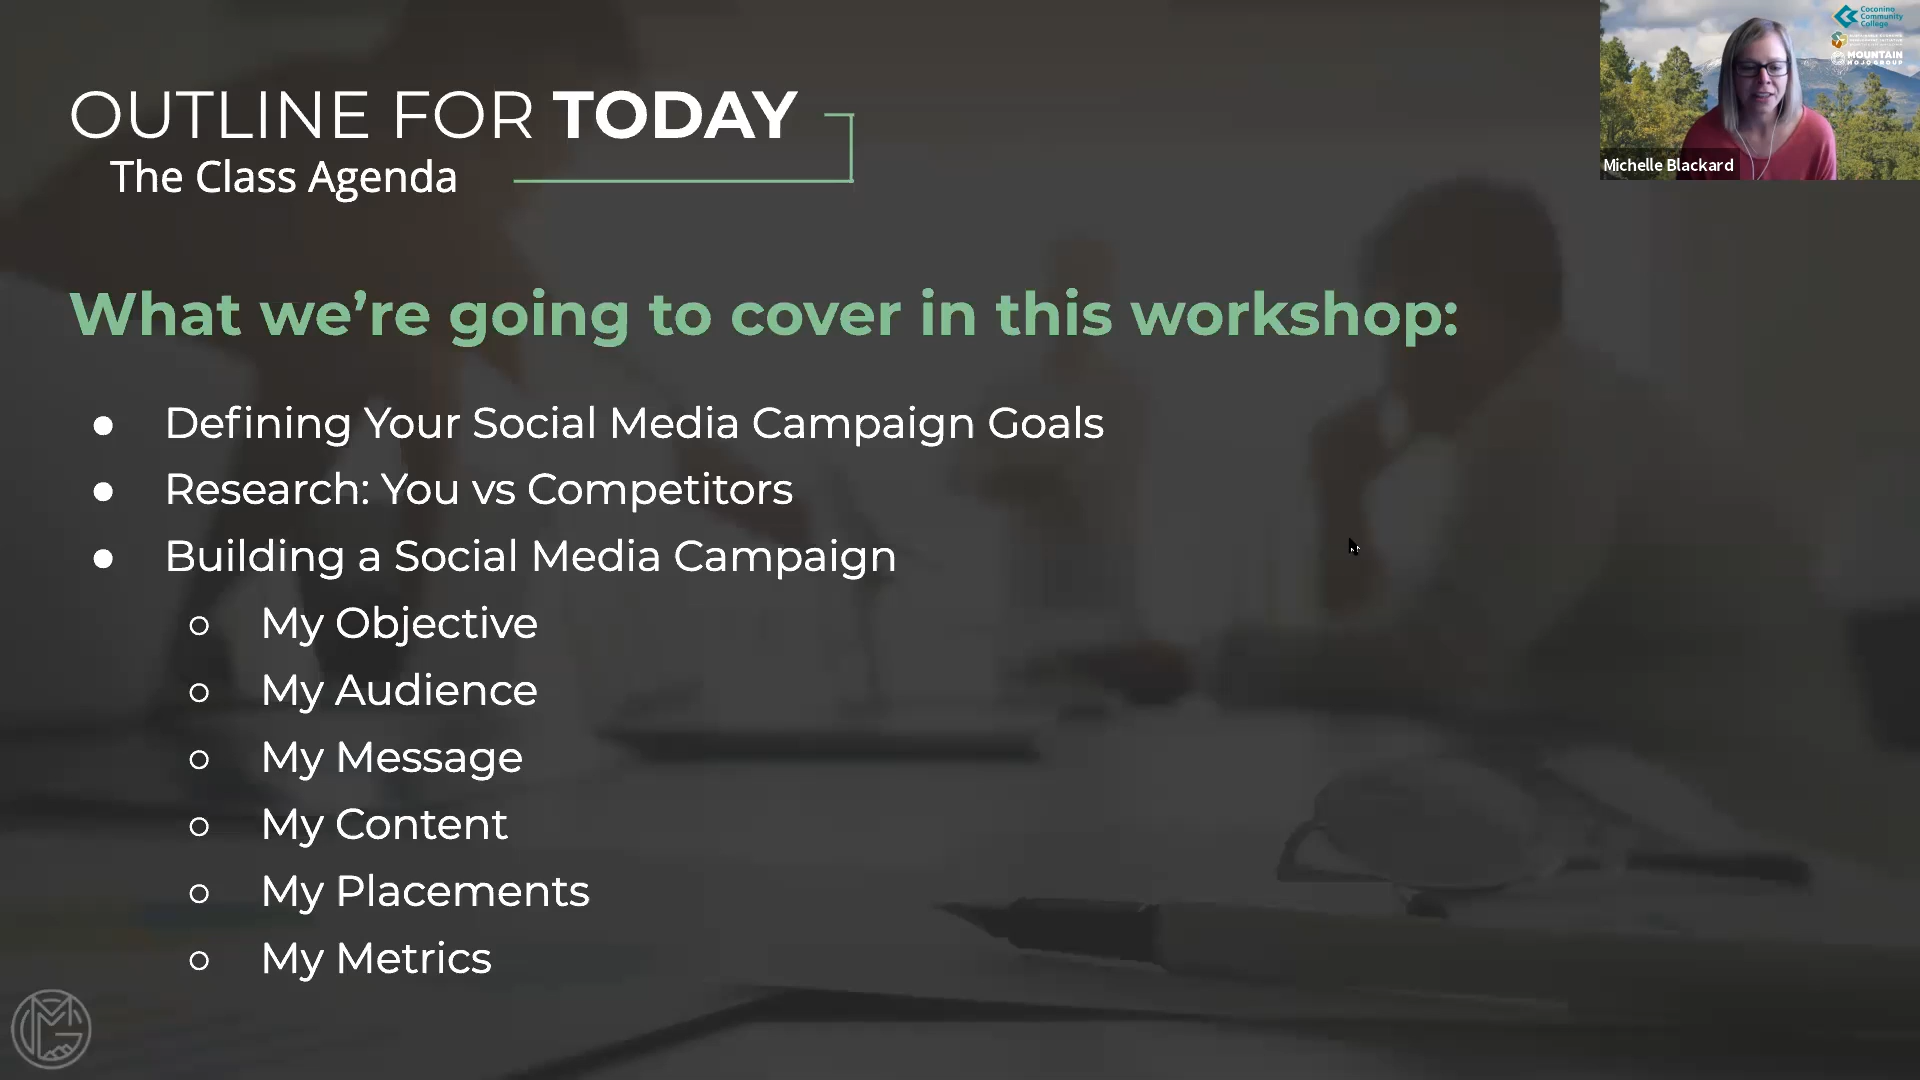 OUTLINE FOR TODAY
The Class Agenda
What we’re going to cover in this workshop:
● Defining Your Social Media Campaign Goals
● Research: You vs Competitors
● Building a Social Media Campaign
○ My Objective
○ My Audience
○ My Message
○ My Content
○ My Placements
○ My Metrics
Coconino
Community
College
MOUNTAIN
MOJO GROUP
Michelle Blackard